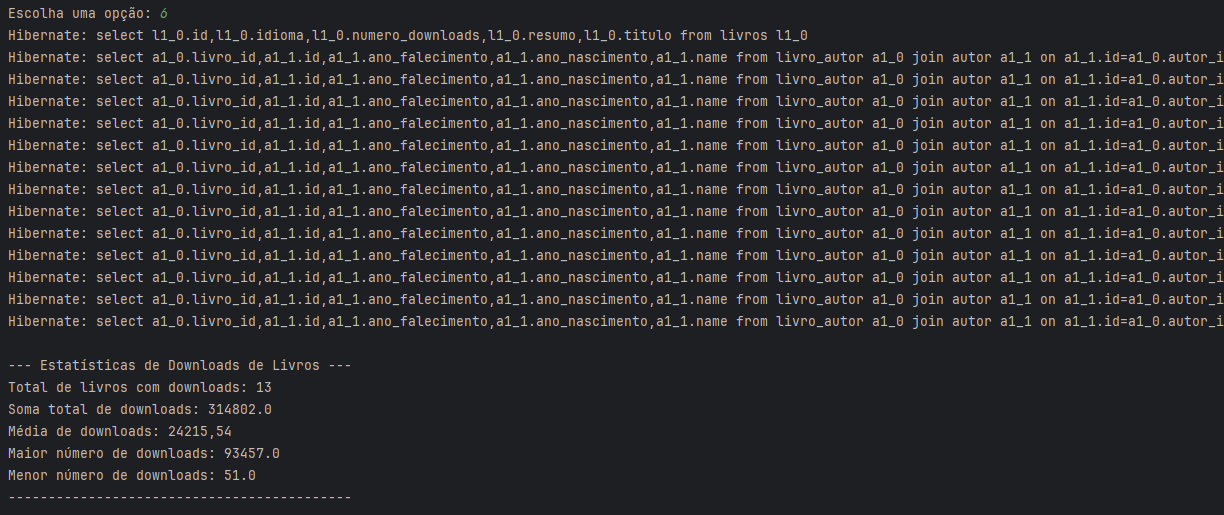 Escolha uma opção: 6
Hibernate: select l1_0.id,l1_0.idioma,l1_0.numero_downloads,l1_0.resumo,l1_0.titulo from livros l1_0
Hibernate: select a1_0.livro_id,a1_1.id,a1_1.ano_falecimento,a1_1.ano_nascimento,a1_1.name from livro_autor a1_0 join autor a1_1 on a1_1.id=a1_0.autor_i
Hibernate: select a1_0.livro_id,a1_1.id,a1_1.ano_falecimento,a1_1.ano_nascimento,a1_1.name from livro_autor a1_0 join autor a1_1 on a1_1.id=a1_0.autor_i
Hibernate: select a1_0.livro_id,a1_1.id,a1_1.ano_falecimento,a1_1.ano_nascimento,a1_1.name from livro_autor a1_0 join autor a1_1 on a1_1.id=a1_0.autor_i
Hibernate: select a1_0.livro_id,a1_1.id,a1_1.ano_falecimento,a1_1.ano_nascimento,a1_1.name from livro_autor a1_0 join autor a1_1 on a1_1.id=a1_0.autor_i
Hibernate: select a1_0.livro_id,a1_1.id,a1_1.ano_falecimento,a1_1.ano_nascimento,a1_1.name from livro_autor a1_0 join autor a1_1 on a1_1.id=a1_0.autor_i
Hibernate: select a1_0.livro_id,a1_1.id,a1_1.ano_falecimento,a1_1.ano_nascimento,a1_1.name from livro_autor a1_0 join autor a1_1 on a1_1.id=a1_0.autor_i
Hibernate: select a1_0.livro_id,a1_1.id,a1_1.ano_falecimento,a1_1.ano_nascimento,a1_1.name from livro_autor a1_0 join autor a1_1 on a1_1.id=a1_0.autor_i
Hibernate: select a1_0.livro_id,a1_1.id,a1_1.ano_falecimento,a1_1.ano_nascimento,a1_1.name from livro_autor a1_0 join autor a1_1 on a1_1.id=a1_0.autor_i
Hibernate: select a1_0.livro_id,a1_1.id,a1_1.ano_falecimento,a1_1.ano_nascimento,a1_1.name from livro_autor a1_0 join autor a1_1 on a1_1.id=a1_0.autor_i
Hibernate: select a1_0.livro_id,a1_1.id,a1_1.ano_falecimento,a1_1.ano_nascimento,a1_1.name from livro_autor a1_0 join autor a1_1 on a1_1.id=a1_0.autor_i
Hibernate: select a1_0.livro_id,a1_1.id,a1_1.ano_falecimento,a1_1.ano_nascimento,a1_1.name from livro_autor a1_0 join autor a1_1 on a1_1.id=a1_0.autor_i
Hibernate: select a1_0.livro_id,a1_1.id,a1_1.ano_falecimento,a1_1.ano_nascimento,a1_1.name from livro_autor a1_0 join autor a1_1 on a1_1.id=a1_0.autor_i
Hibernate: select a1_0.livro_id,a1_1.id,a1_1.ano_falecimento,a1_1.ano_nascimento,a1_1.name from livro_autor a1_0 join autor a1_1 on a1_1.id=a1_0.autor_i
--- Estatísticas de Downloads de Livros ---
Total de livros com downloads: 13
Soma total de downloads: 314802.0
Média de downloads: 24215,54
Maior número de downloads: 93457.0
Menor número de downloads: 51.0
-------------------------------------------